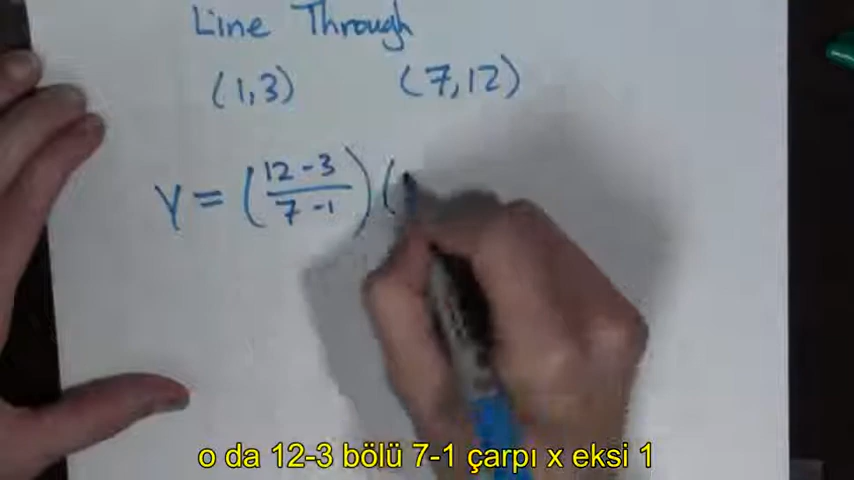 Line Through
(1,3) (7,12)
y = (12-3/7-1)(
o da 12-3 bölü 7-1 çarpı x eksi 1